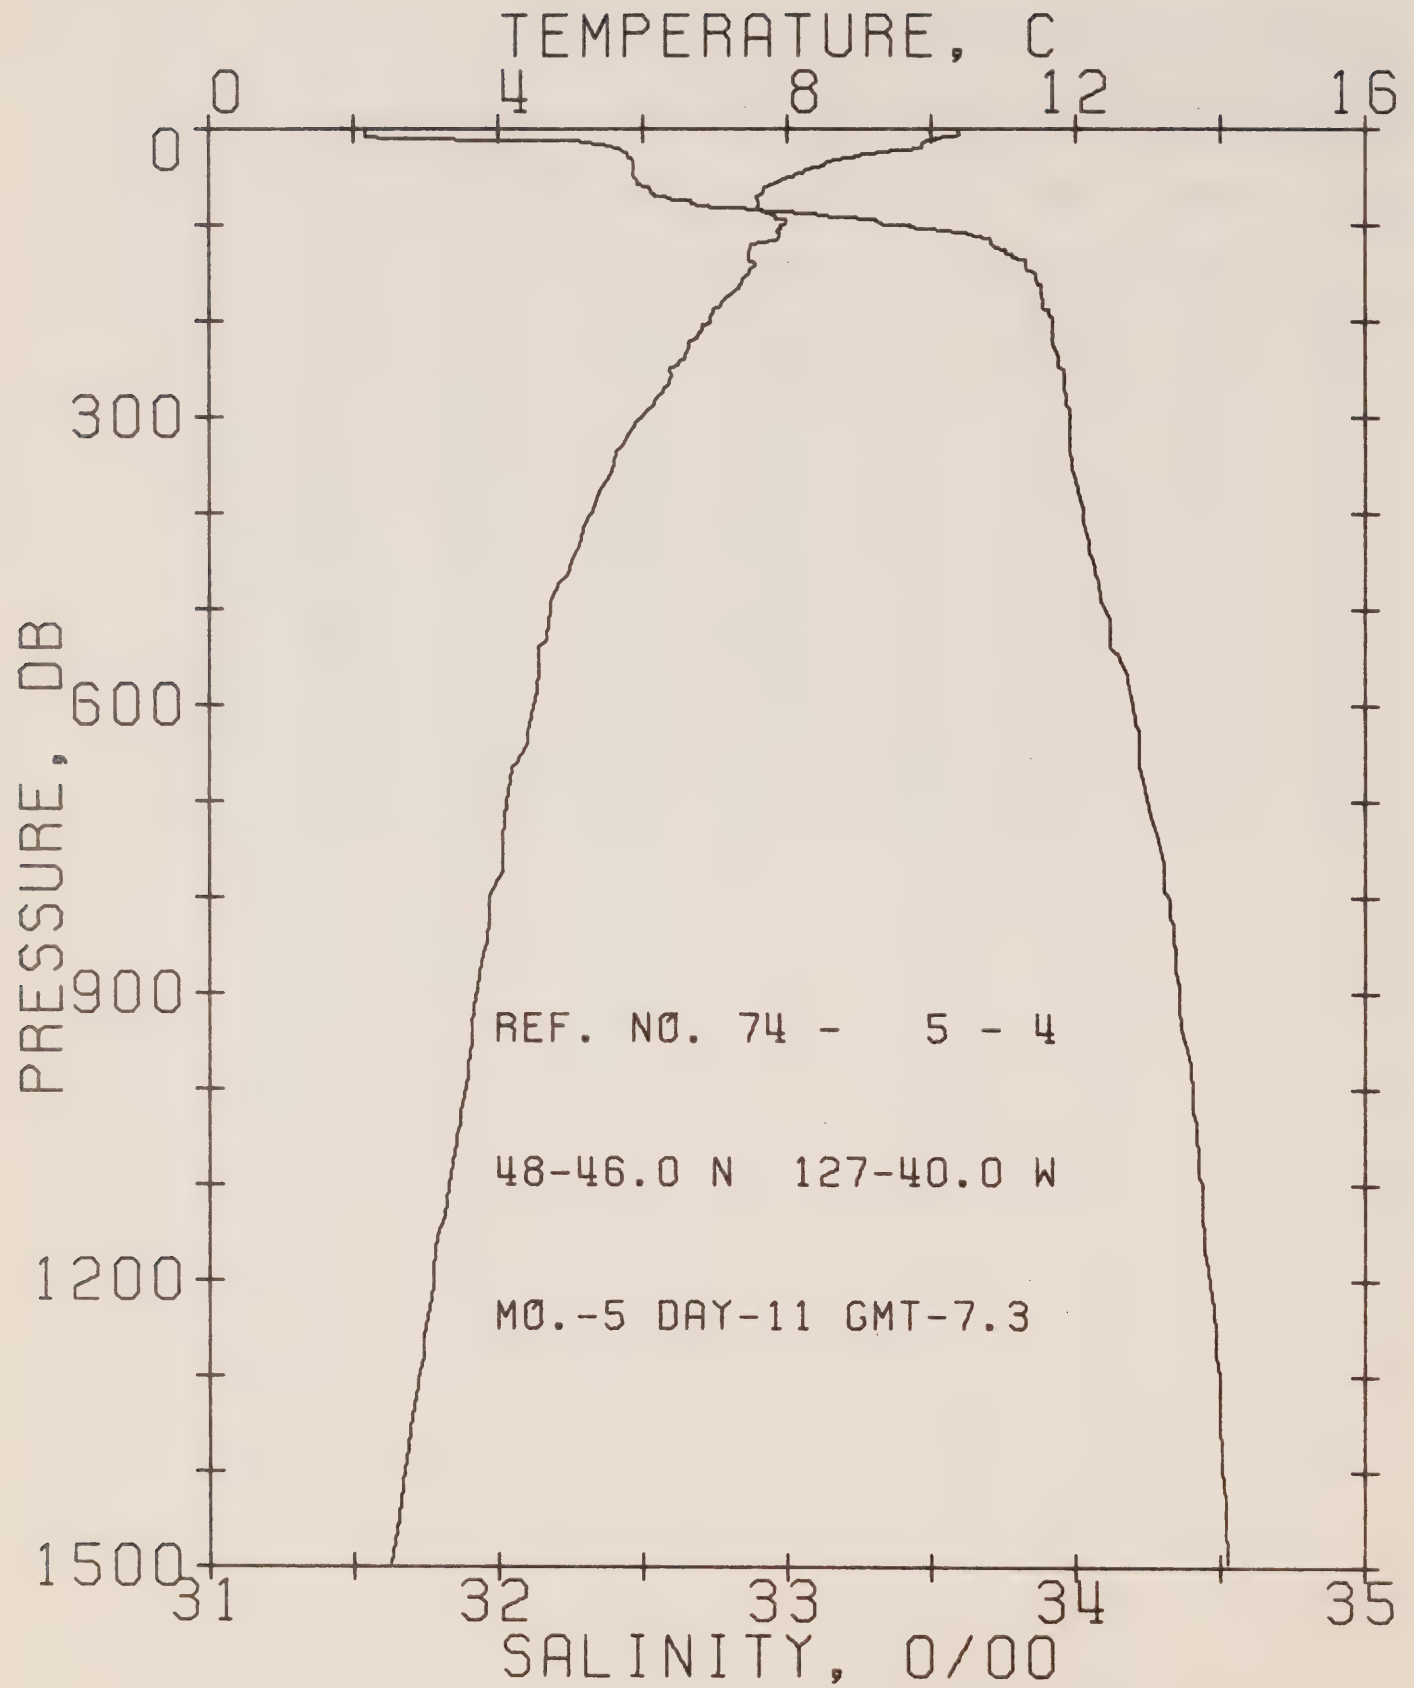 TEMPERATURE, C
0 4 8 12 16
0
300
600
900
1200
1500
PRESSURE, DB
REF. NØ. 74 - 5 - 4
48-46.0 N 127-40.0 W
MØ.-5 DAY-11 GMT-7.3
31 32 33 34 35
SALINITY, 0/00